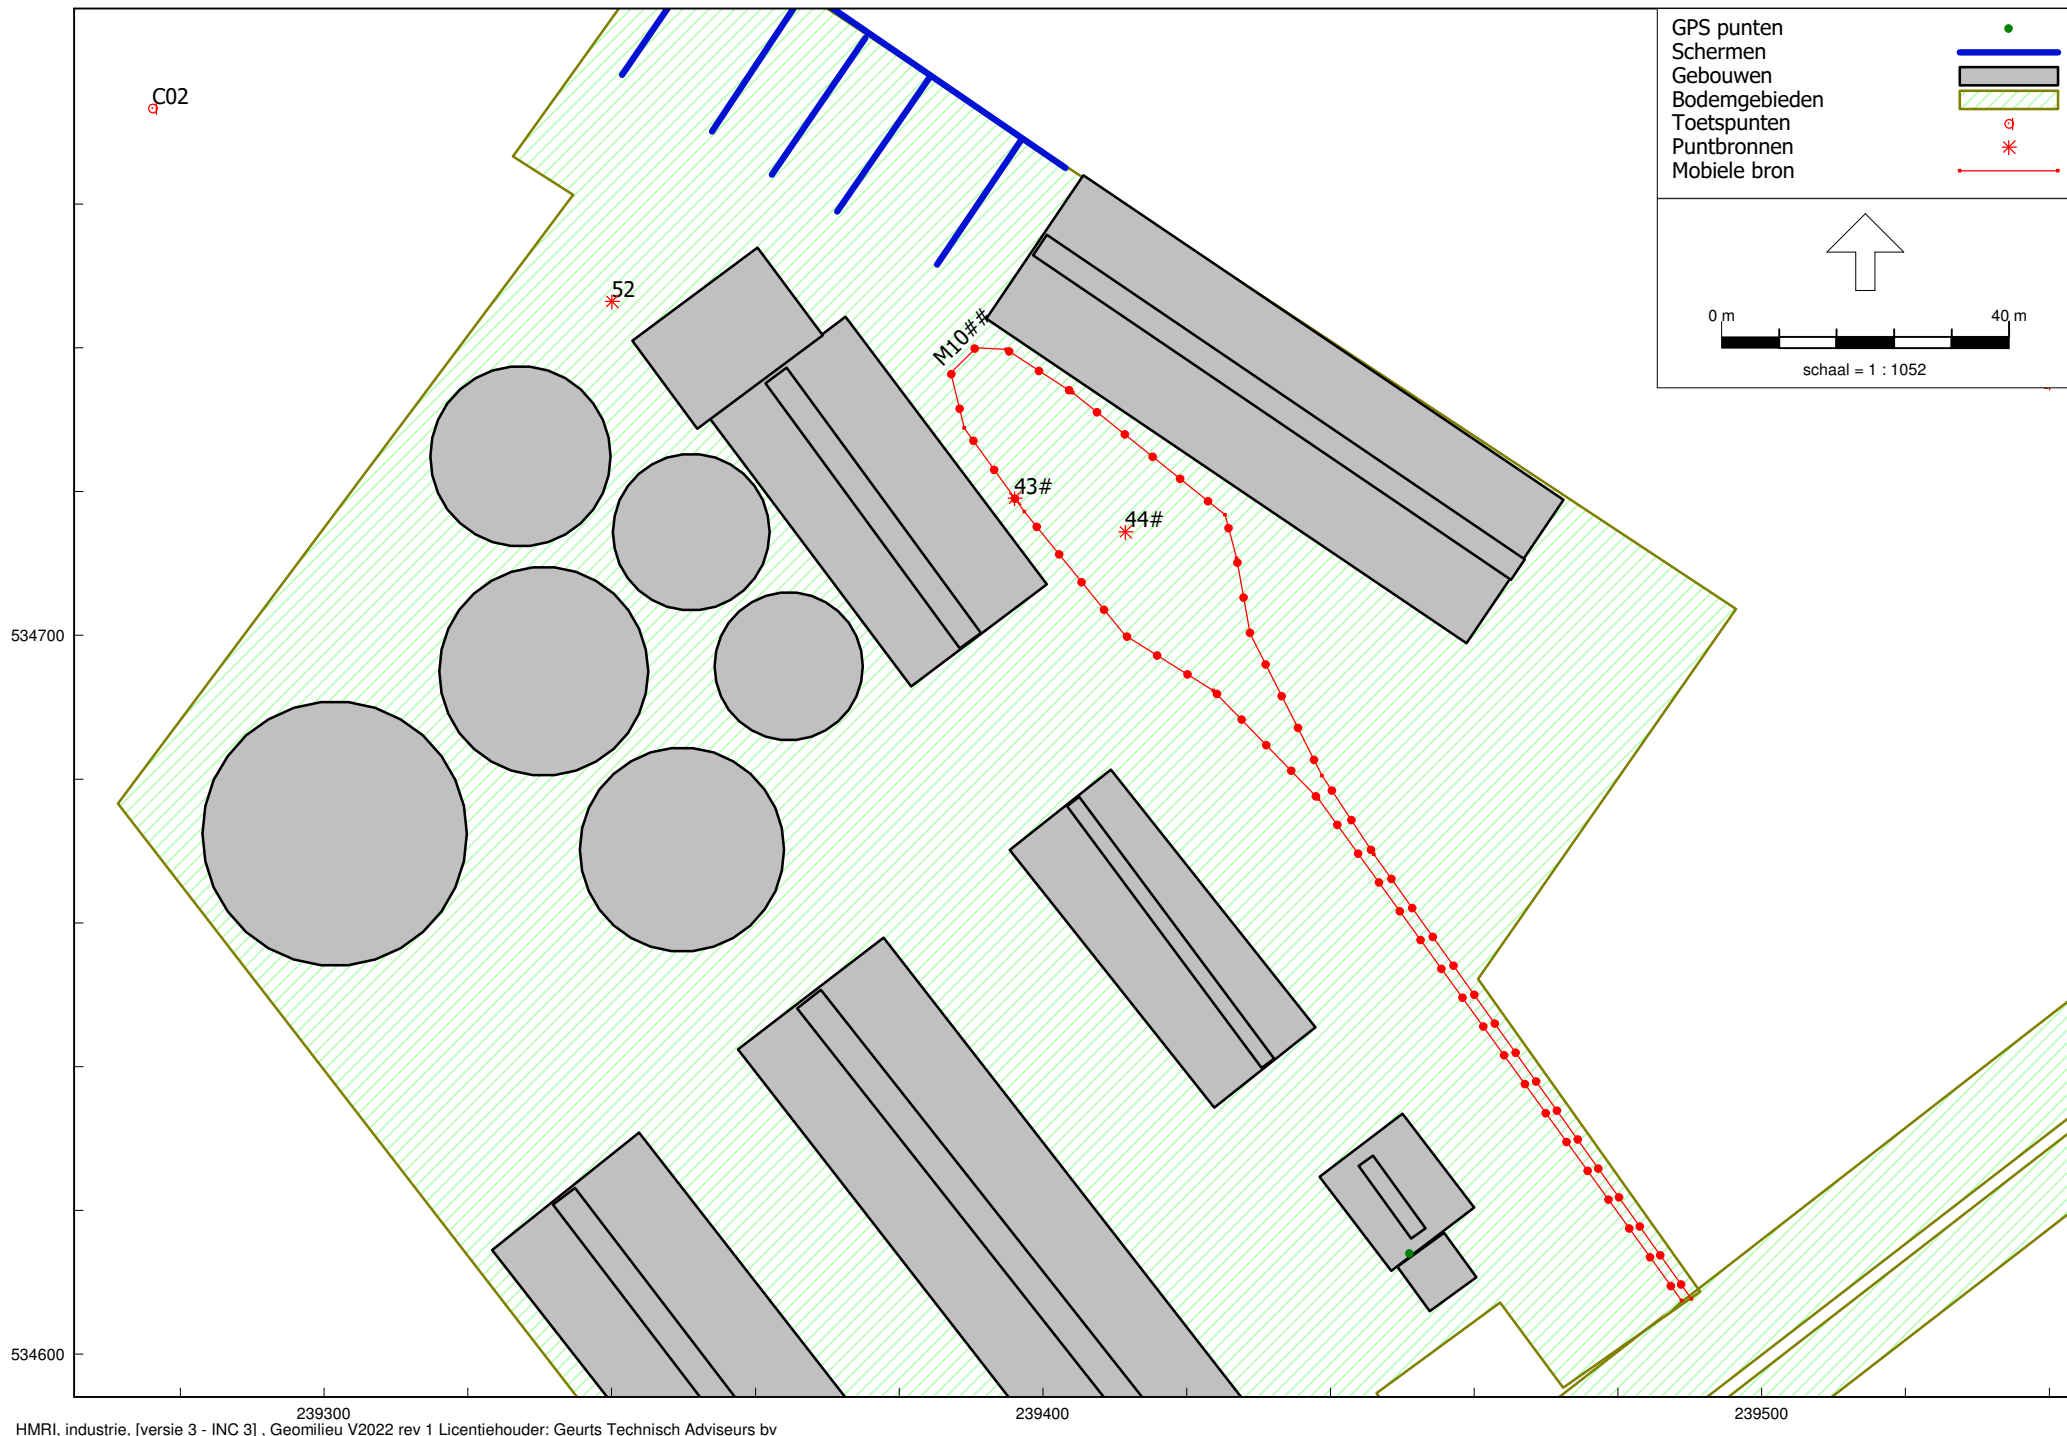 GPS punten
Schermen
Gebouwen
Bodemgebieden
Toetspunten
Puntbronnen
Mobiele bron
0 m
40 m
schaal = 1 : 1052
C02
52
M10##
43#
44#
534700
534600
239300
239400
239500
HMRI, industrie, [versie 3 - INC 3] , Geomilieu V2022 rev 1 Licentiehouder: Geurts Technisch Adviseurs bv